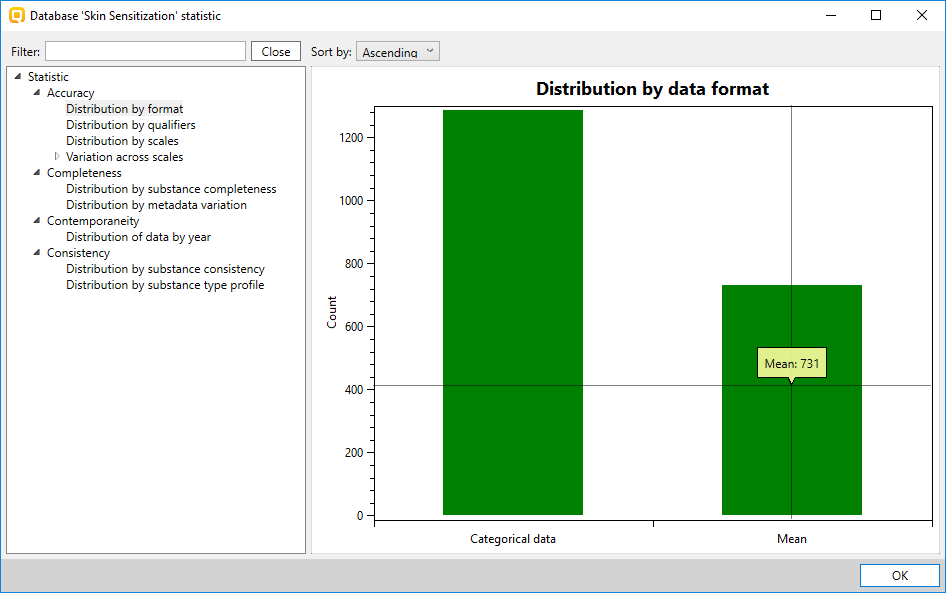 Database 'Skin Sensitization' statistic
Filter:
Close
Sort by:
Ascending
Statistic
Accuracy
Distribution by format
Distribution by qualifiers
Distribution by scales
Variation across scales
Completeness
Distribution by substance completeness
Distribution by metadata variation
Contemporaneity
Distribution of data by year
Consistency
Distribution by substance consistency
Distribution by substance type profile
Distribution by data format
Count
1200
1000
800
600
400
200
0
Mean: 731
Categorical data
Mean
OK